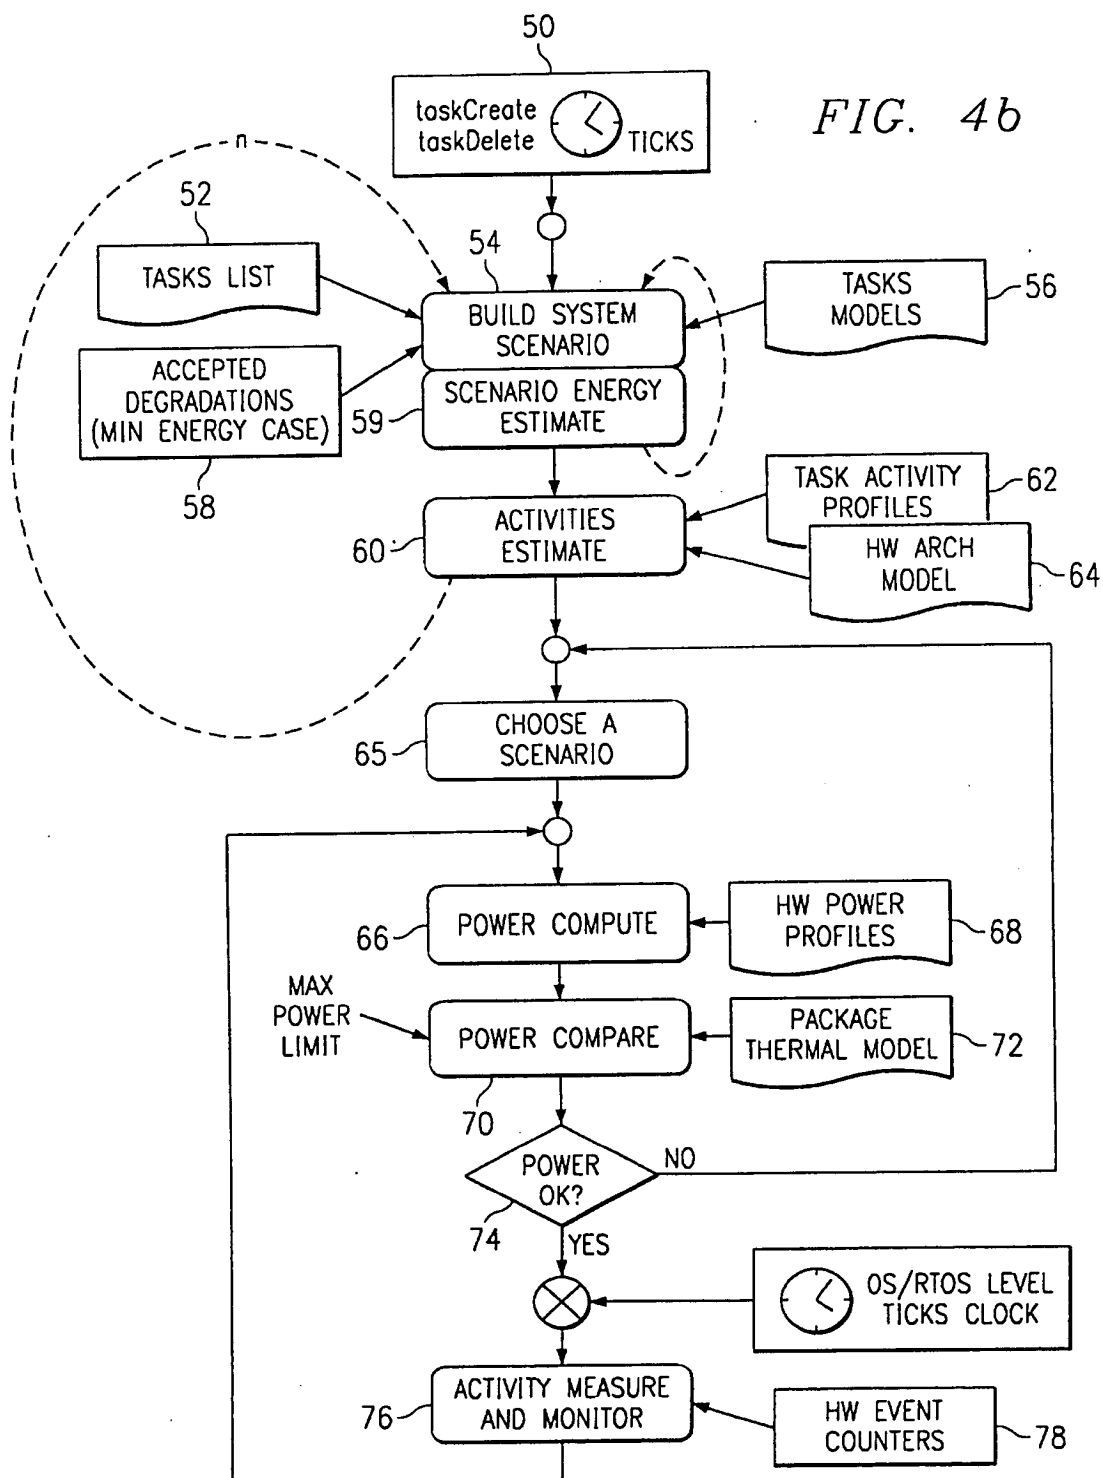 50
taskCreate
taskDelete
TICKS
FIG. 4b
n
52
TASKS LIST
54
BUILD SYSTEM
SCENARIO
TASKS
MODELS
56
ACCEPTED
DEGRADATIONS
(MIN ENERGY CASE)
58
59
SCENARIO ENERGY
ESTIMATE
60
ACTIVITIES
ESTIMATE
TASK ACTIVITY
PROFILES
62
HW ARCH
MODEL
64
65
CHOOSE A
SCENARIO
66
POWER COMPUTE
HW POWER
PROFILES
68
MAX
POWER
LIMIT
POWER COMPARE
70
PACKAGE
THERMAL MODEL
72
POWER
OK?
NO
74
YES
OS/RTOS LEVEL
TICKS CLOCK
76
ACTIVITY MEASURE
AND MONITOR
HW EVENT
COUNTERS
78